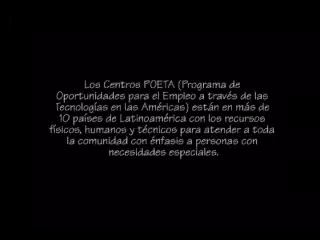 Los Centros POETA (Programa de
Oportunidades para el Empleo a través de las
Tecnologías en las Américas) están en más de
10 países de Latinoamérica con los recursos
físicos, humanos y técnicos para atender a toda
la comunidad con énfasis a personas con
necesidades especiales.